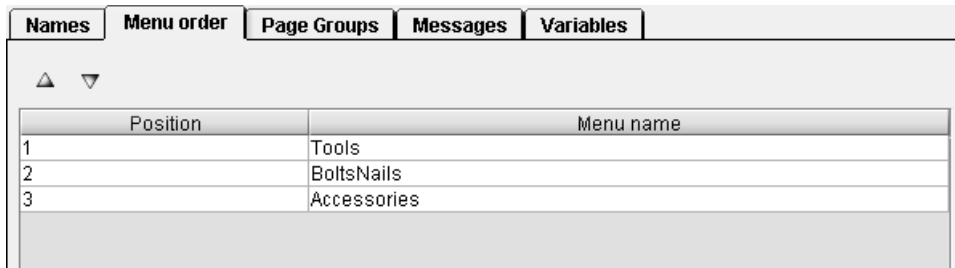 Names Menu order Page Groups Messages Variables
Position Menu name
1 Tools
2 BoltsNails
3 Accessories